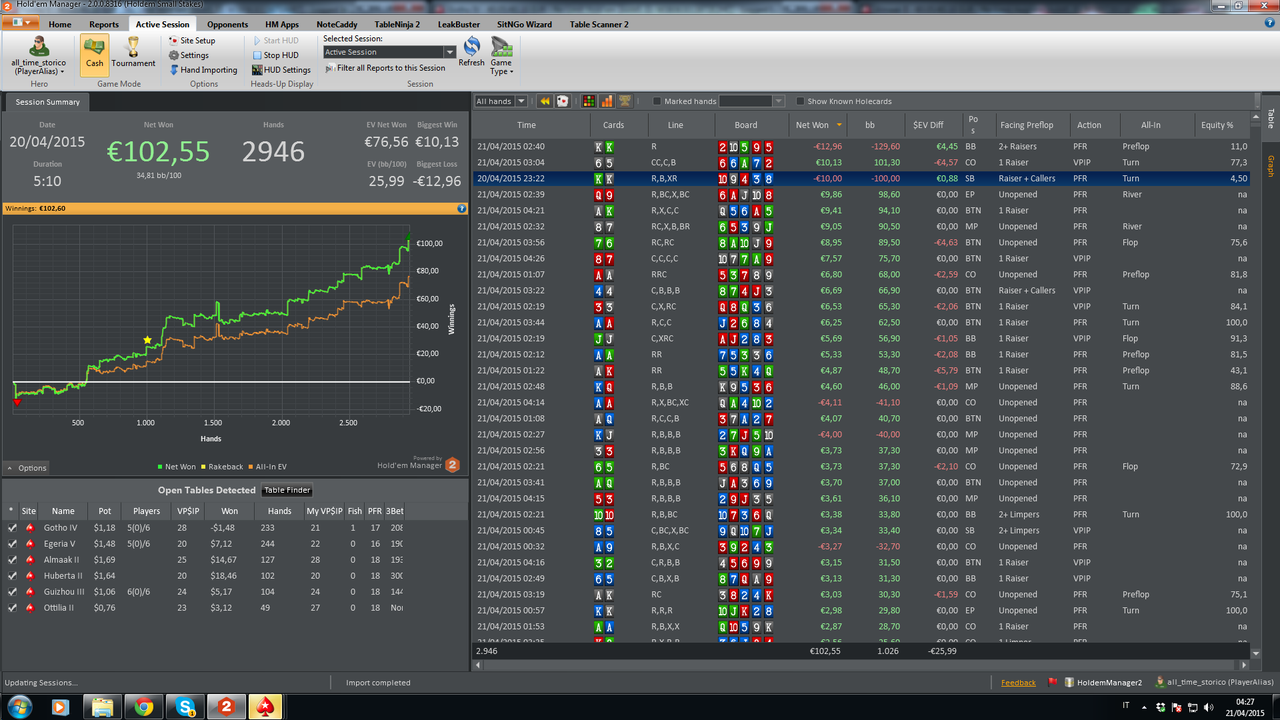 Hold'em Manager - 2.0.0.8316 (Holdem Small Stakes)
Home Reports Active Session Opponents HM Apps NoteCaddy TableNinja 2 LeakBuster SitNGo Wizard Table Scanner 2
all_time_storico (PlayerAlias)
Hero
Cash Tournament
Game Mode
Site Setup
Settings
Hand Importing
Options
Start HUD
Stop HUD
HUD Settings
Heads-Up Display
Selected Session:
Active Session
Filter all Reports to this Session
Session
Refresh
Game Type
Session Summary
Date Net Won Hands EV Net Won Biggest Win
20/04/2015 €102,55 2946 €76,56 €10,13
Duration EV (bb/100) Biggest Loss
5:10 34,81 bb/100 25,99 -€12,96
Winnings: €102,60
€100,00
€80,00
€60,00
€40,00
€20,00
€0,00
-€20,00
Winnings
500 1.000 1.500 2.000 2.500
Hands
Options
Net Won Rakeback All-In EV
Powered by
Hold'em Manager 2
Open Tables Detected Table Finder
* Site Name Pot Players VP$IP Won Hands My VP$IP Fish PFR 3Bet
Gotho IV $1,18 5(0)/6 28 -$1,48 233 21 1 17 208
Egeria V $1,48 5(0)/6 20 $7,12 244 22 0 16 190
Almaak II $1,69 25 $14,67 127 28 0 18
Huberta II $1,64 20 $18,46 102 20 0 18 300
Guizhou III $1,06 6(0)/6 24 $5,17 104 24 0 18 144
Ottilia II $0,76 23 $3,12 49 27 0 18 Nor
All hands Marked hands Show Known Holecards
Time Cards Line Board Net Won bb $EV Diff Pos Facing Preflop Action All-In Equity %
21/04/2015 02:40 K K R 2 10 5 9 5 -€12,96 -129,60 €4,45 BB 2+ Raisers PFR Preflop 11,0
21/04/2015 03:04 6 5 CC,C,B 6 6 A 7 2 €10,13 101,30 -€4,57 CO 1 Raiser VPIP Turn 77,3
20/04/2015 23:22 K K R,B,XR 10 9 4 3 8 -€10,00 -100,00 €0,88 SB Raiser + Callers PFR Turn 4,50
21/04/2015 02:39 Q 9 R,BC,X,BC 6 A J 10 8 €9,86 98,60 €0,00 EP Unopened PFR River na
21/04/2015 04:21 A K R,X,C,C Q 5 6 A 5 €9,41 94,10 €0,00 BTN 1 Raiser PFR na
21/04/2015 02:32 8 7 RC,X,B,BR 6 5 3 9 J €9,05 90,50 €0,00 MP Unopened PFR River na
21/04/2015 03:56 7 6 RC,RC 8 A 10 J 9 €8,95 89,50 -€4,63 BTN Unopened PFR Flop 75,6
21/04/2015 04:26 8 7 C,C,C,C 10 7 7 A 9 €7,57 75,70 €0,00 BTN 1 Raiser VPIP na
21/04/2015 01:07 A A RRC 5 3 7 8 9 €6,80 68,00 -€2,59 CO Unopened PFR Preflop 81,8
21/04/2015 03:22 4 4 C,B,B,B 8 7 4 J 3 €6,69 66,90 €0,00 BTN Raiser + Callers VPIP na
21/04/2015 02:19 3 3 C,X,RC Q 8 Q 3 6 €6,53 65,30 -€2,06 BTN 1 Raiser VPIP Turn 84,1
21/04/2015 03:44 A A R,C,C J 2 6 8 4 €6,25 62,50 €0,00 BTN 1 Raiser PFR Turn 100,0
21/04/2015 02:19 J J C,XRC A J 2 8 3 €5,69 56,90 -€1,05 BB 1 Raiser VPIP Flop 91,3
21/04/2015 02:12 A A RR 7 5 3 3 6 €5,33 53,30 -€2,08 BB 1 Raiser PFR Preflop 81,5
21/04/2015 01:22 A K RR 5 5 K 4 Q €4,87 48,70 -€5,79 BB 1 Raiser PFR Preflop 43,1
21/04/2015 02:48 K Q R,B,B K 9 5 3 6 €4,60 46,00 -€1,09 MP Unopened PFR Turn 88,6
21/04/2015 04:14 A A R,X,BC,XC Q A 4 10 2 -€4,11 -41,10 €0,00 CO Unopened PFR na
21/04/2015 01:08 A Q R,C,C,B 3 7 A 2 7 €4,07 40,70 €0,00 BTN 1 Raiser PFR na
21/04/2015 02:27 K J R,B,B,B 2 7 J 5 10 -€4,00 -40,00 €0,00 MP Unopened PFR na
21/04/2015 02:56 3 3 R,B,B,B 3 K Q 9 A €3,73 37,30 €0,00 MP Unopened PFR na
21/04/2015 02:21 6 5 R,BC 5 6 8 Q 5 €3,73 37,30 -€2,10 CO Unopened PFR Flop 72,9
21/04/2015 03:41 A Q R,B,B,B J A 3 6 9 €3,70 37,00 €0,00 BTN Unopened PFR na
21/04/2015 04:15 5 3 R,B,B,B 2 9 J 3 5 €3,61 36,10 €0,00 MP Unopened PFR na
21/04/2015 02:21 10 10 R,B,BC 10 7 3 6 Q €3,38 33,80 €0,00 BB 2+ Limpers PFR Turn 100,0
21/04/2015 00:45 8 5 C,BC,X,BC 9 Q 10 7 J €3,34 33,40 €0,00 SB 2+ Limpers VPIP na
21/04/2015 00:32 A 9 R,B,X,C 3 9 2 4 3 -€3,27 -32,70 €0,00 CO Unopened PFR na
21/04/2015 04:16 3 2 C,R,B,B 4 5 6 9 9 €3,15 31,50 €0,00 BTN 1 Raiser VPIP na
21/04/2015 02:49 6 5 C,B,X,B 8 7 Q A 9 €3,13 31,30 €0,00 BB 1 Raiser VPIP na
21/04/2015 03:19 A K RC 3 8 2 4 K €3,03 30,30 -€1,59 CO Unopened PFR Preflop 75,1
21/04/2015 00:57 K K R,R,R 10 J K 2 8 €2,98 29,80 €0,00 EP Unopened PFR Turn 100,0
21/04/2015 01:53 A A R,B,X,X Q 10 5 9 K €2,87 28,70 €0,00 CO 1 Raiser PFR na
2.946 €102,55 1.026 -€25,99
Table
Graph
Updating Sessions... Import completed Feedback HoldemManager2 all_time_storico (PlayerAlias)
IT 04:27
21/04/2015